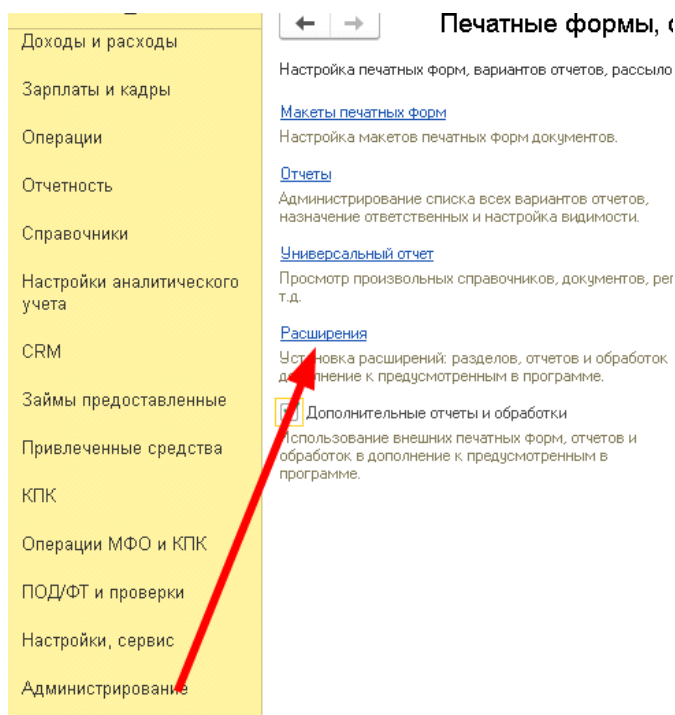 Доходы и расходы
Зарплаты и кадры
Операции
Отчетность
Справочники
Настройки аналитического
учета
CRM
Займы предоставленные
Привлеченные средства
КПК
Операции МФО и КПК
ПОД/ФТ и проверки
Настройки, сервис
Администрирование
Печатные формы, о
Настройка печатных форм, вариантов отчетов, рассыло
Макеты печатных форм
Настройка макетов печатных форм документов.
Отчеты
Администрирование списка всех вариантов отчетов,
назначение ответственных и настройка видимости.
Универсальный отчет
Просмотр произвольных справочников, документов, рег
т.д.
Расширения
Установка расширений: разделов, отчетов и обработок
дополнение к предусмотренным в программе.
Дополнительные отчеты и обработки
Использование внешних печатных форм, отчетов и
обработок в дополнение к предусмотренным в
программе.